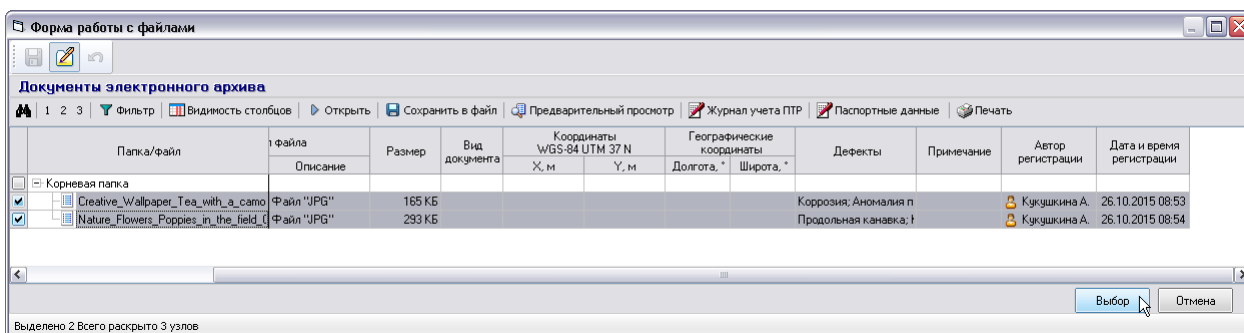 Форма работы с файлами
Документы электронного архива
1 2 3 Фильтр Видимость столбцов Открыть Сохранить в файл Предварительный просмотр Журнал учета ПТР Паспортные данные Печать
Папка/файл
файла
Описание
Размер
Вид
документа
Координаты
WGS-84 UTM 37 N
X, м Y, м
Географические
координаты
Долгота, ° Широта, °
Дефекты
Примечание
Автор
регистрации
Дата и время
регистрации
Корневая папка
Creative_Wallpaper_Tea_with_a_camo Файл "JPG" 165 КБ Коррозия; Аномалия п Кукушкина А. 26.10.2015 08:53
Nature_Flowers_Poppies_in_the_field_ Файл "JPG" 293 КБ Продольная канавка; Кукушкина А. 26.10.2015 08:54
Выбор Отмена
Выделено 2 Всего раскрыто 3 узлов